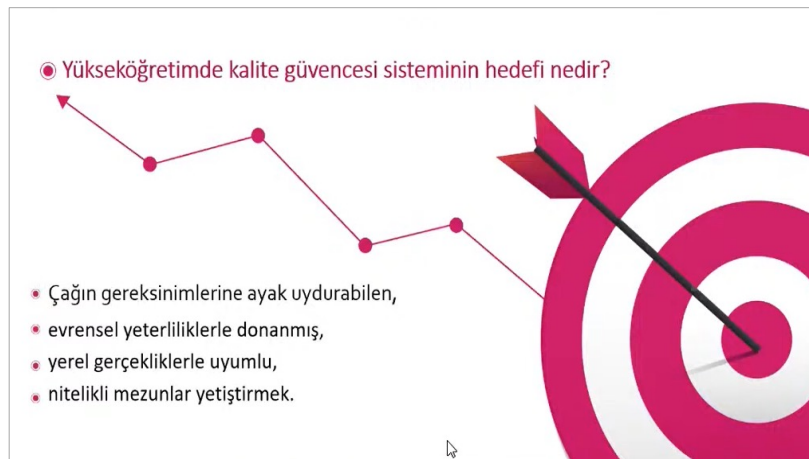 Yükseköğretimde kalite güvencesi sisteminin hedefi nedir?
Çağın gereksinimlerine ayak uydurabilen,
evrensel yeterliliklerle donanmış,
yerel gerçekliklerle uyumlu,
nitelikli mezunlar yetiştirmek.